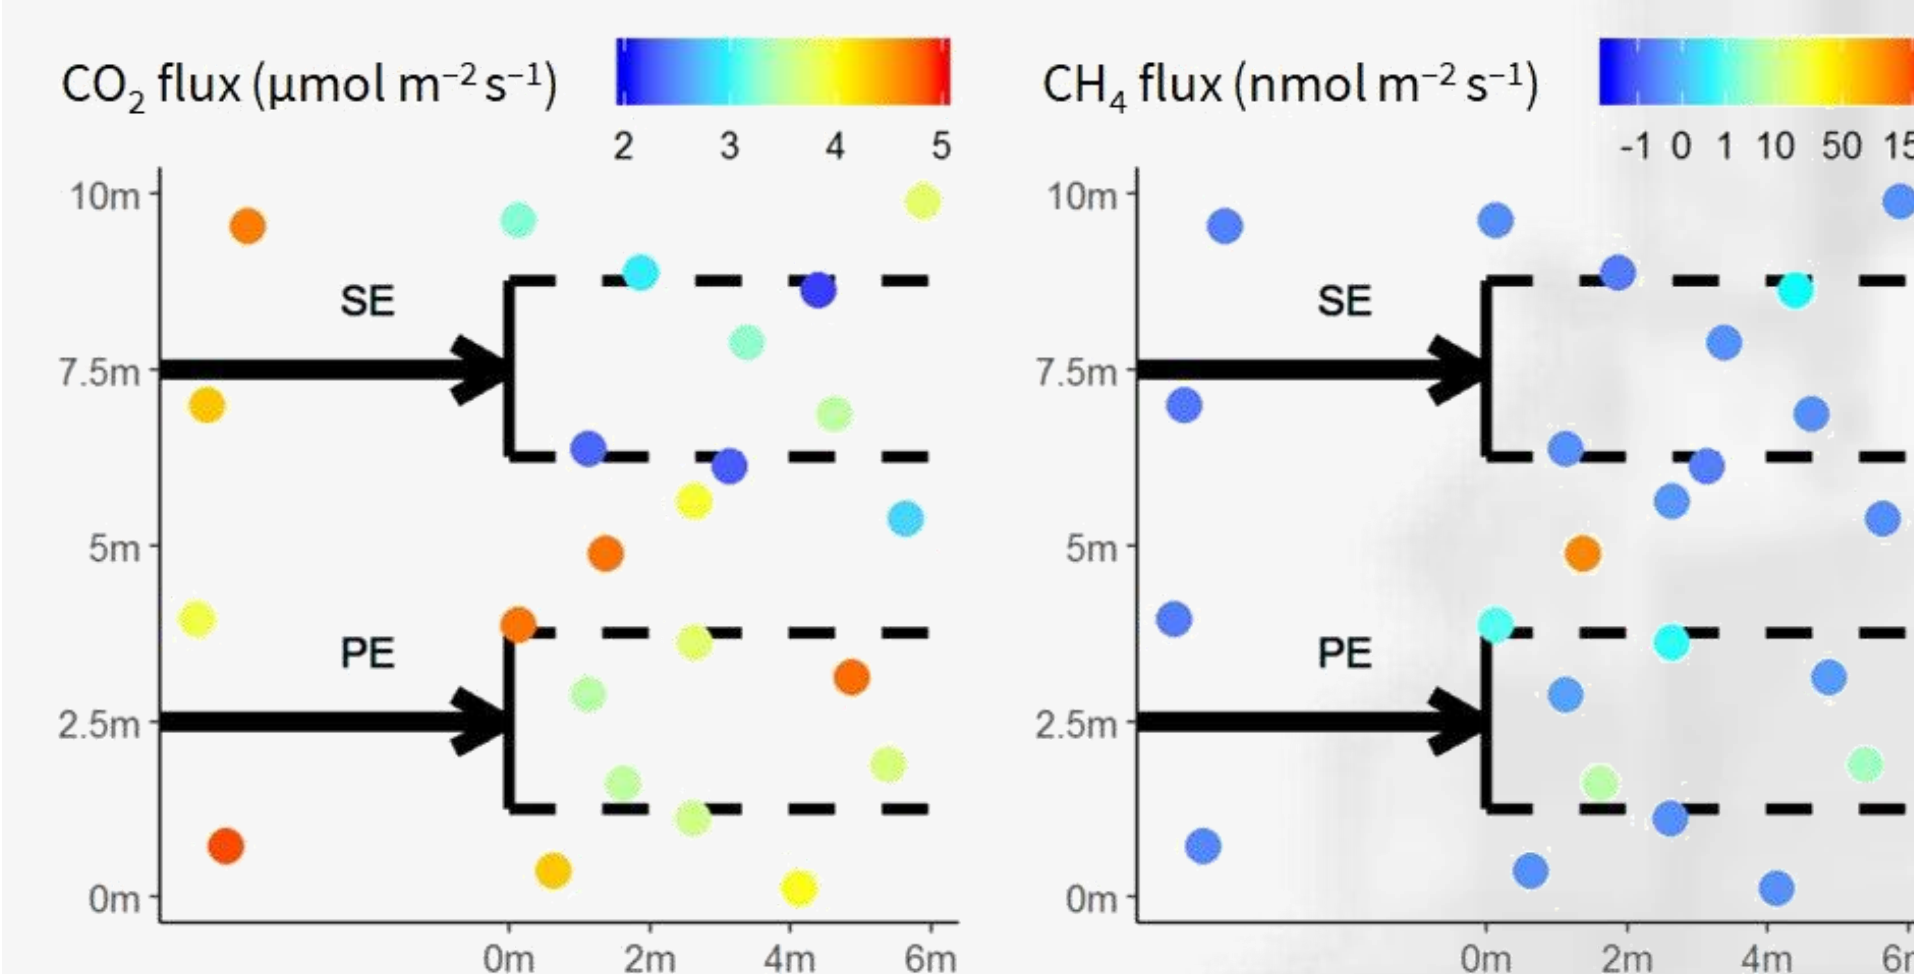 CO₂ flux (µmol m⁻² s⁻¹)
2 3 4 5
10m
7.5m
5m
2.5m
0m
SE
PE
0m 2m 4m 6m
CH₄ flux (nmol m⁻² s⁻¹)
-1 0 1 10 50 15
10m
7.5m
5m
2.5m
0m
SE
PE
0m 2m 4m 6